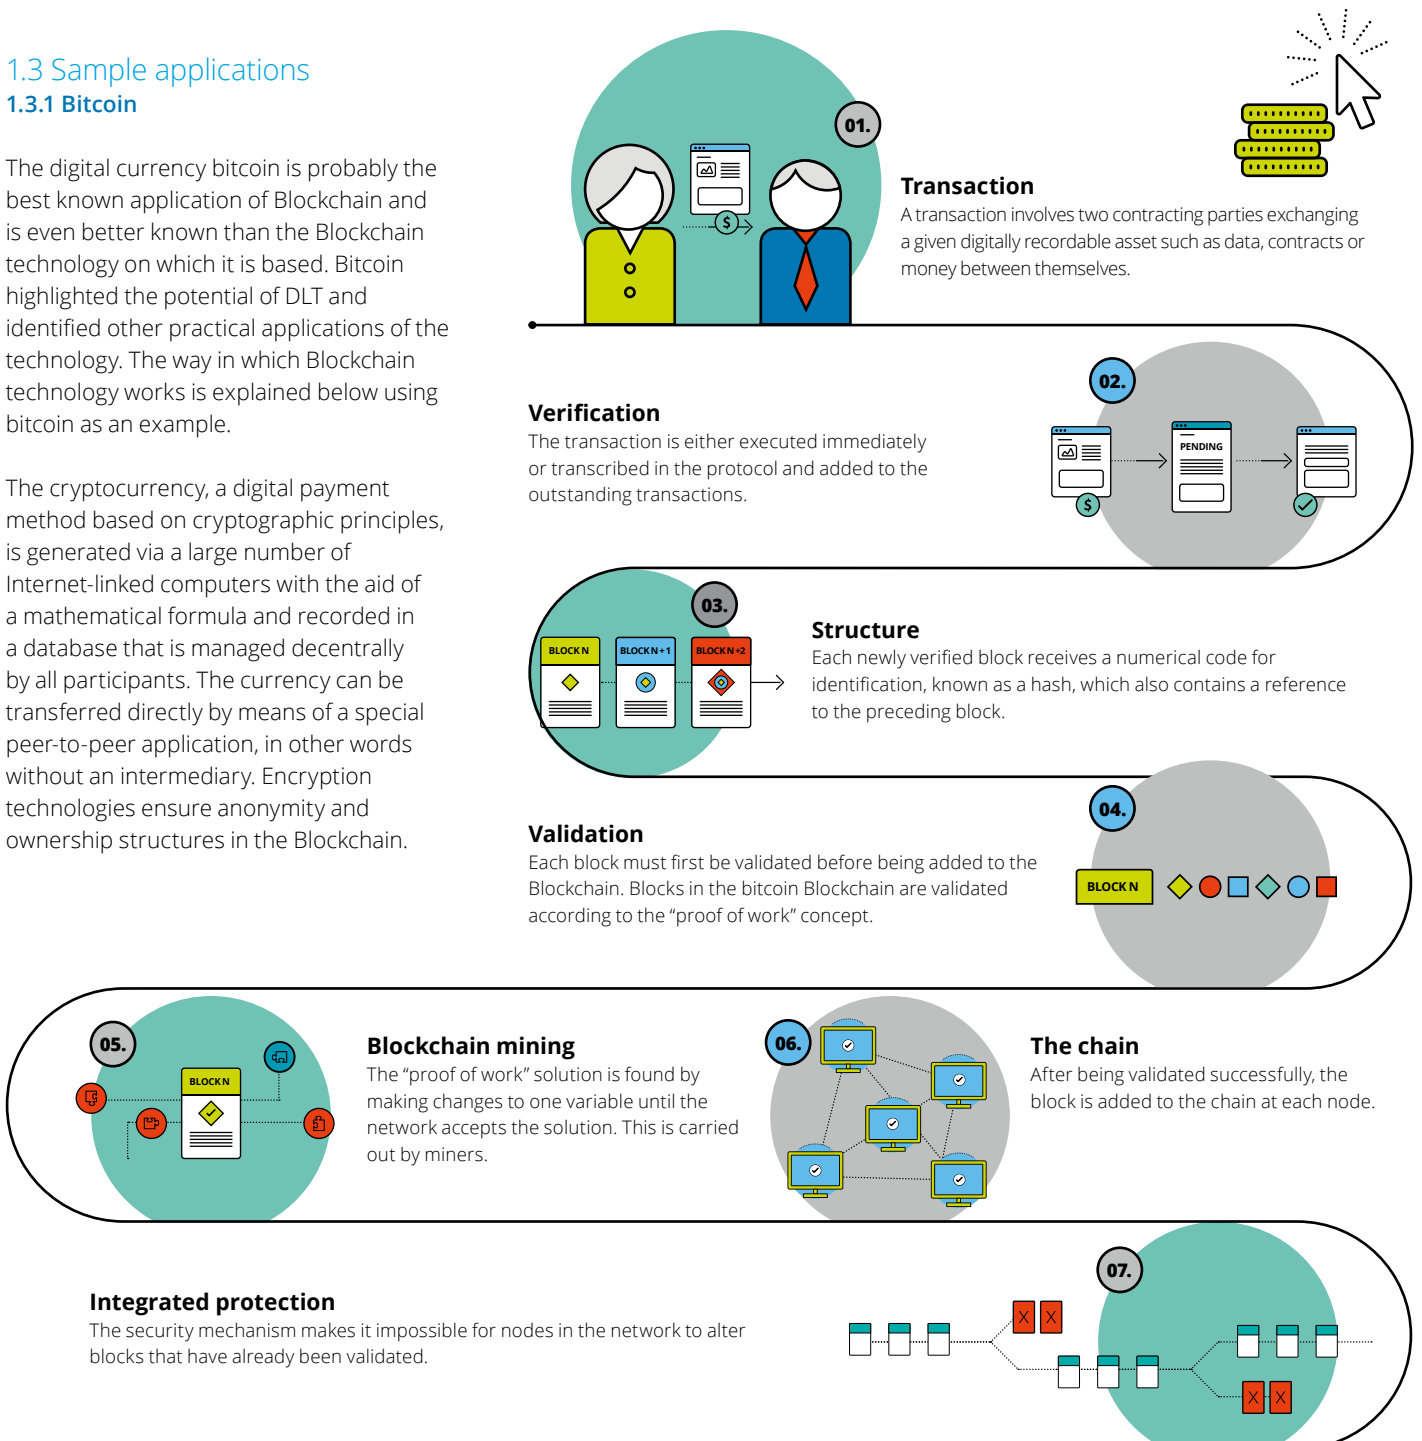 1.3 Sample applications
1.3.1 Bitcoin
The digital currency bitcoin is probably the
best known application of Blockchain and
is even better known than the Blockchain
technology on which it is based. Bitcoin
highlighted the potential of DLT and
identified other practical applications of the
technology. The way in which Blockchain
technology works is explained below using
bitcoin as an example.
The cryptocurrency, a digital payment
method based on cryptographic principles,
is generated via a large number of
Internet-linked computers with the aid of
a mathematical formula and recorded in
a database that is managed decentrally
by all participants. The currency can be
transferred directly by means of a special
peer-to-peer application, in other words
without an intermediary. Encryption
technologies ensure anonymity and
ownership structures in the Blockchain.
01.
$
Transaction
A transaction involves two contracting parties exchanging
a given digitally recordable asset such as data, contracts or
money between themselves.
02.
Verification
The transaction is either executed immediately
or transcribed in the protocol and added to the
outstanding transactions.
$
PENDING
03.
BLOCK N
BLOCK N + 1
BLOCK N +2
Structure
Each newly verified block receives a numerical code for
identification, known as a hash, which also contains a reference
to the preceding block.
04.
Validation
Each block must first be validated before being added to the
Blockchain. Blocks in the bitcoin Blockchain are validated
according to the “proof of work” concept.
BLOCK N
05.
BLOCK N
Blockchain mining
The “proof of work” solution is found by
making changes to one variable until the
network accepts the solution. This is carried
out by miners.
06.
The chain
After being validated successfully, the
block is added to the chain at each node.
07.
Integrated protection
The security mechanism makes it impossible for nodes in the network to alter
blocks that have already been validated.
X X
X X